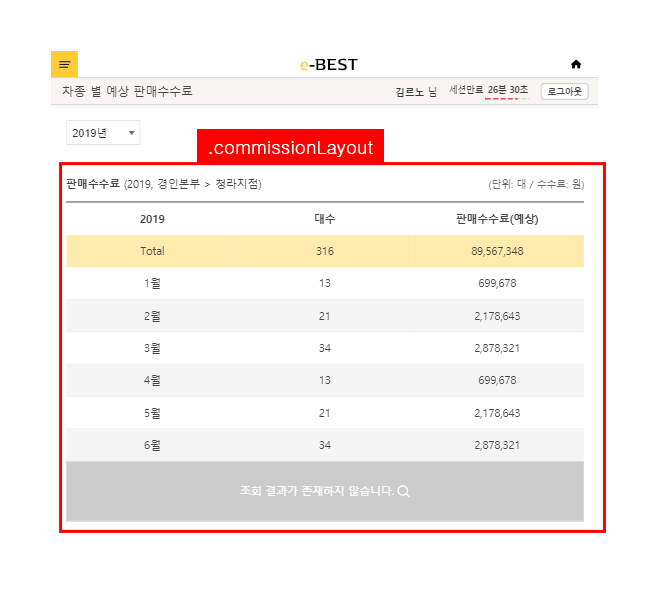 e-BEST
차종 별 예상 판매수수료
김르노 님 세션만료 26분 30초 로그아웃
2019년
.commissionLayout
판매수수료 (2019, 경인본부 > 청라지점) (단위: 대 / 수수료: 원)
2019 대수 판매수수료(예상)
Total 316 89,567,348
1월 13 699,678
2월 21 2,178,643
3월 34 2,878,321
4월 13 699,678
5월 21 2,178,643
6월 34 2,878,321
조회 결과가 존재하지 않습니다.